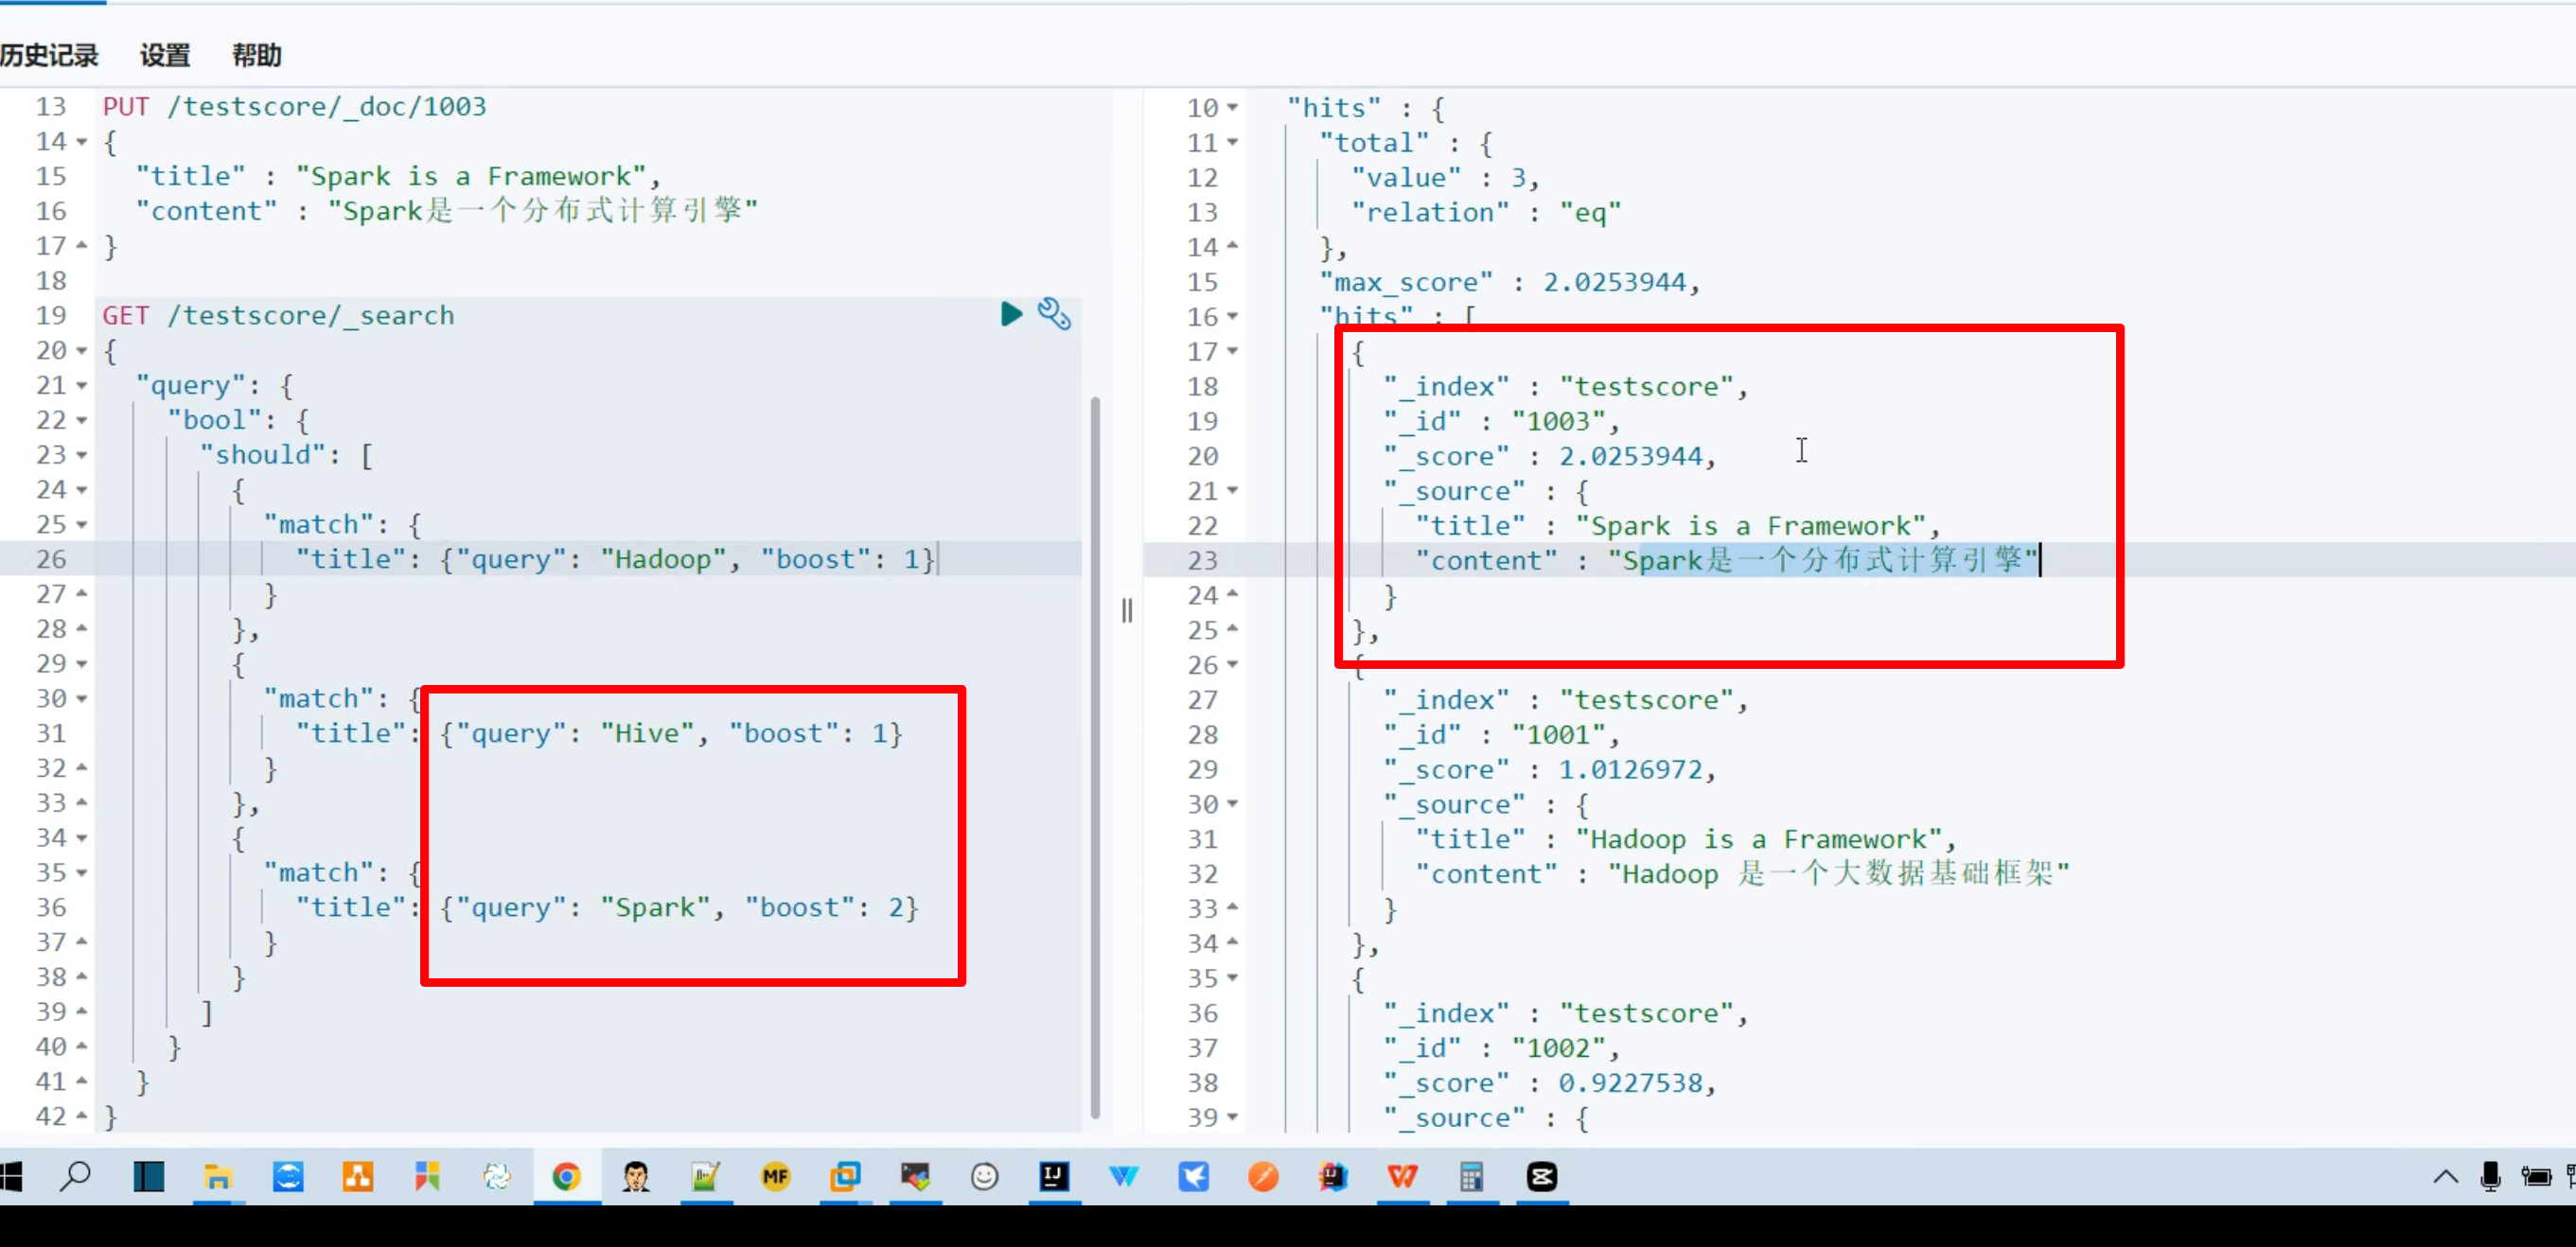 历史记录 设置 帮助
13 PUT /testscore/_doc/1003
14 {
15 "title" : "Spark is a Framework",
16 "content" : "Spark是一个分布式计算引擎"
17 }
18
19 GET /testscore/_search
20 {
21 "query": {
22 "bool": {
23 "should": [
24 {
25 "match": {
26 "title": {"query": "Hadoop", "boost": 1}
27 }
28 },
29 {
30 "match": {
31 "title": {"query": "Hive", "boost": 1}
32 }
33 },
34 {
35 "match": {
36 "title": {"query": "Spark", "boost": 2}
37 }
38 }
39 ]
40 }
41 }
42 }
10 "hits" : {
11 "total" : {
12 "value" : 3,
13 "relation" : "eq"
14 },
15 "max_score" : 2.0253944,
16 "hits" : [
17 {
18 "_index" : "testscore",
19 "_id" : "1003",
20 "_score" : 2.0253944,
21 "_source" : {
22 "title" : "Spark is a Framework",
23 "content" : "Spark是一个分布式计算引擎"
24 }
25 },
26 {
27 "_index" : "testscore",
28 "_id" : "1001",
29 "_score" : 1.0126972,
30 "_source" : {
31 "title" : "Hadoop is a Framework",
32 "content" : "Hadoop 是一个大数据基础框架"
33 }
34 },
35 {
36 "_index" : "testscore",
37 "_id" : "1002",
38 "_score" : 0.9227538,
39 "_source" : {
MF
IJ